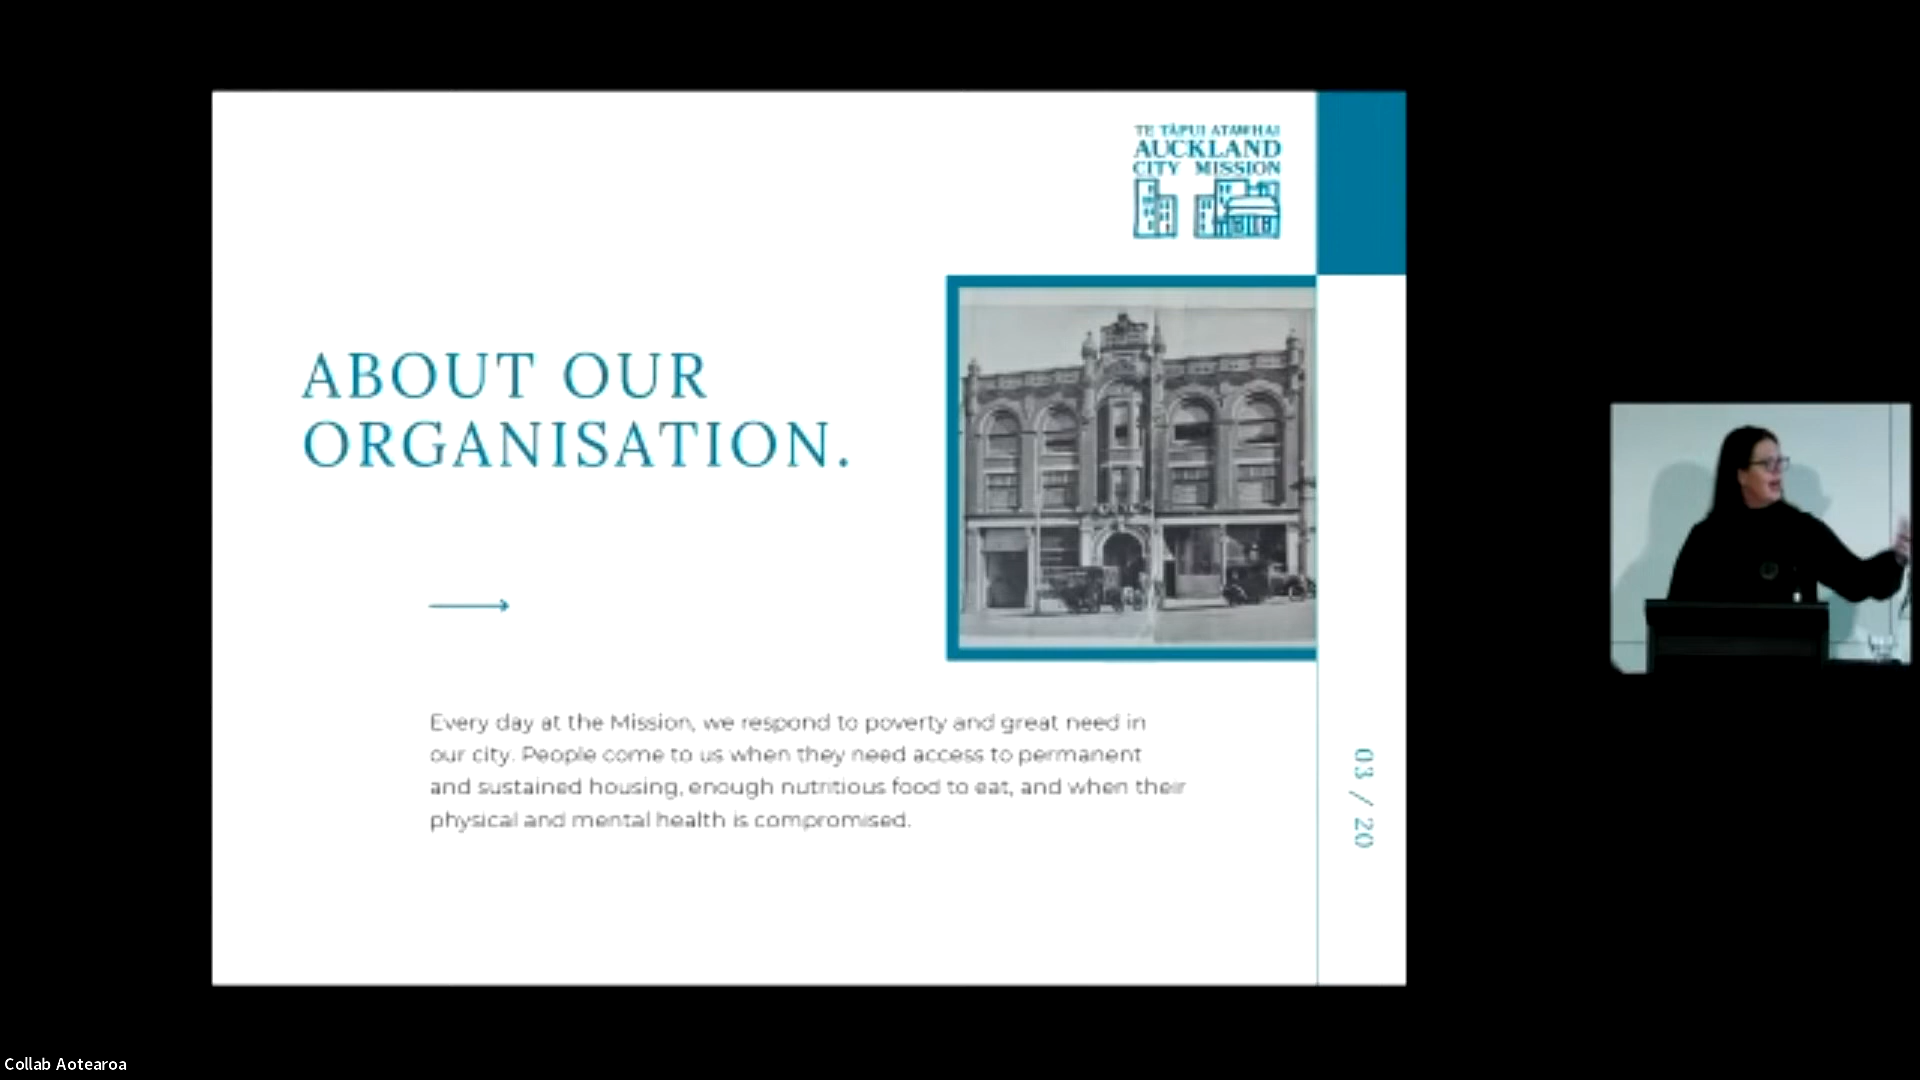 TE TĀPUI ATAWHAI
AUCKLAND
CITY MISSION
ABOUT OUR
ORGANISATION.
Every day at the Mission, we respond to poverty and great need in
our city. People come to us when they need access to permanent
and sustained housing, enough nutritious food to eat, and when their
physical and mental health is compromised.
03 / 20
Collab Aotearoa